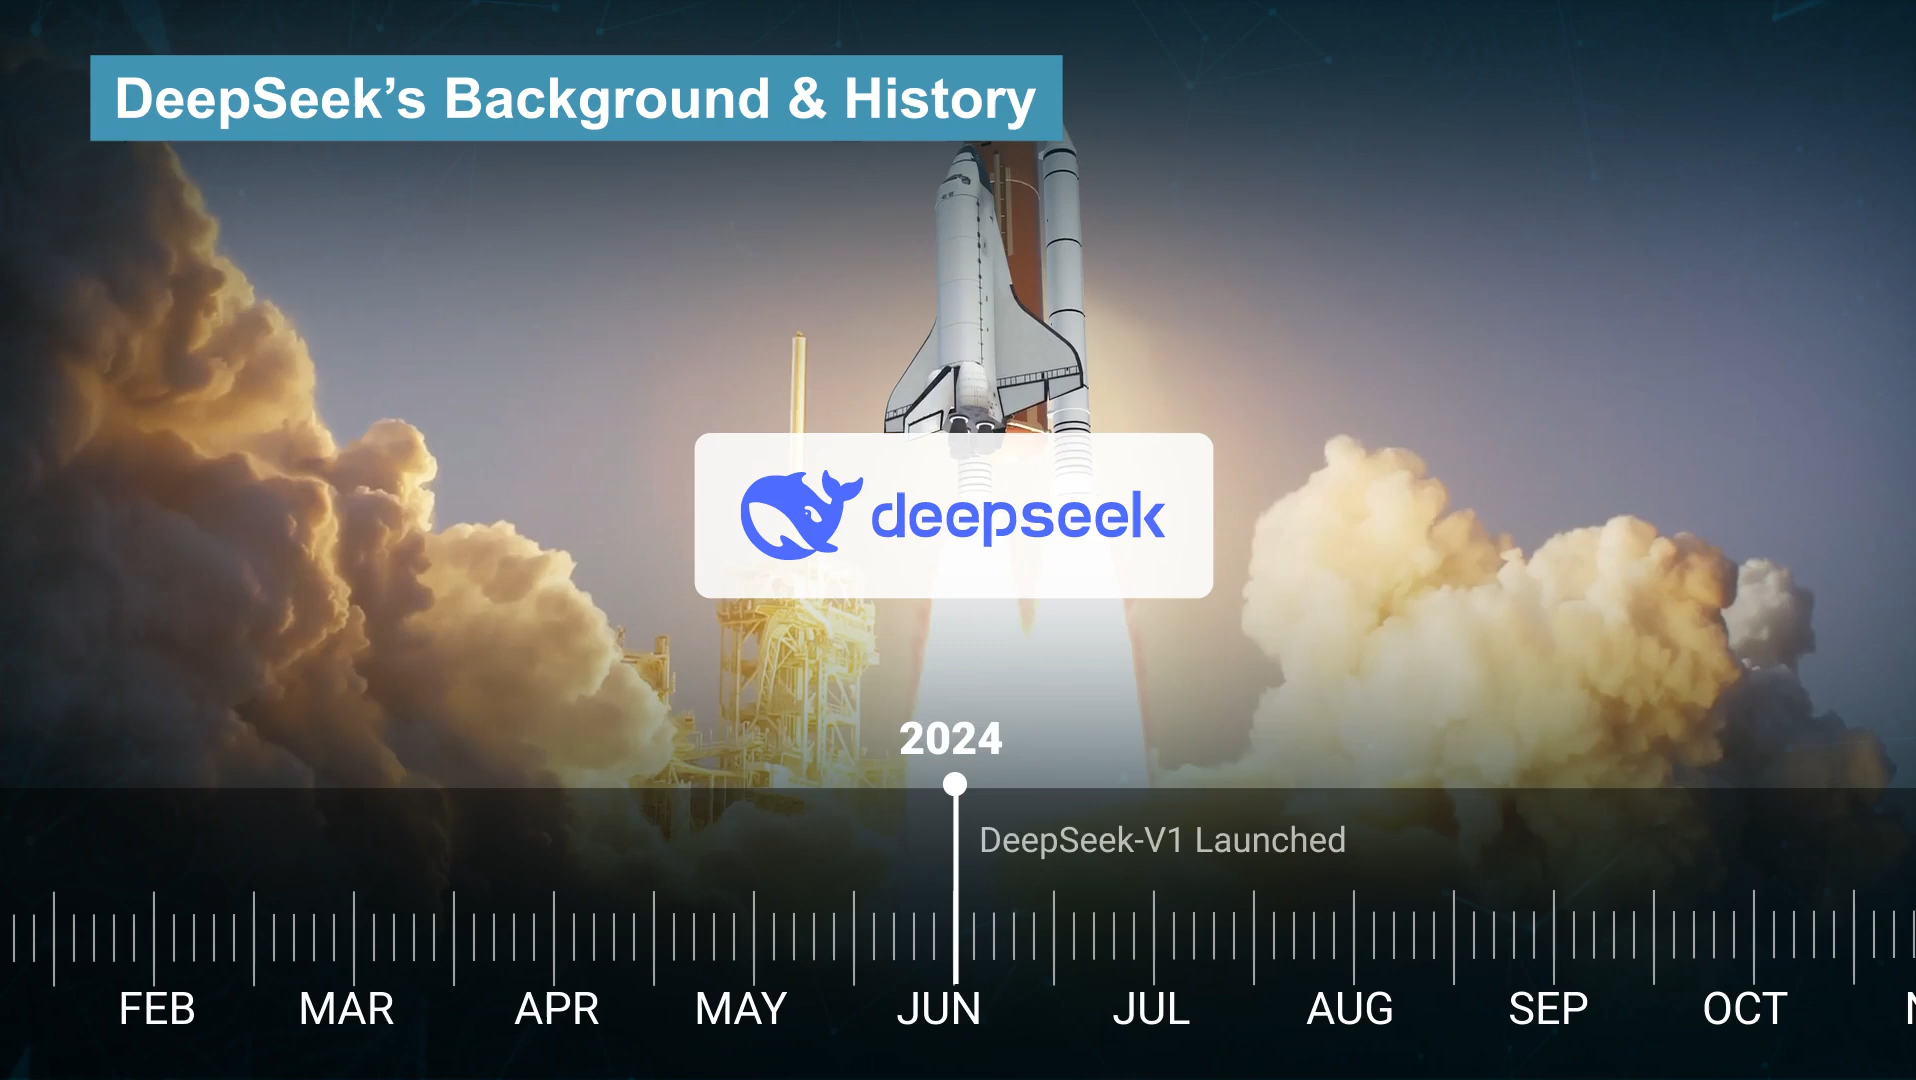 DeepSeek’s Background & History
deepseek
2024
DeepSeek-V1 Launched
FEB MAR APR MAY JUN JUL AUG SEP OCT